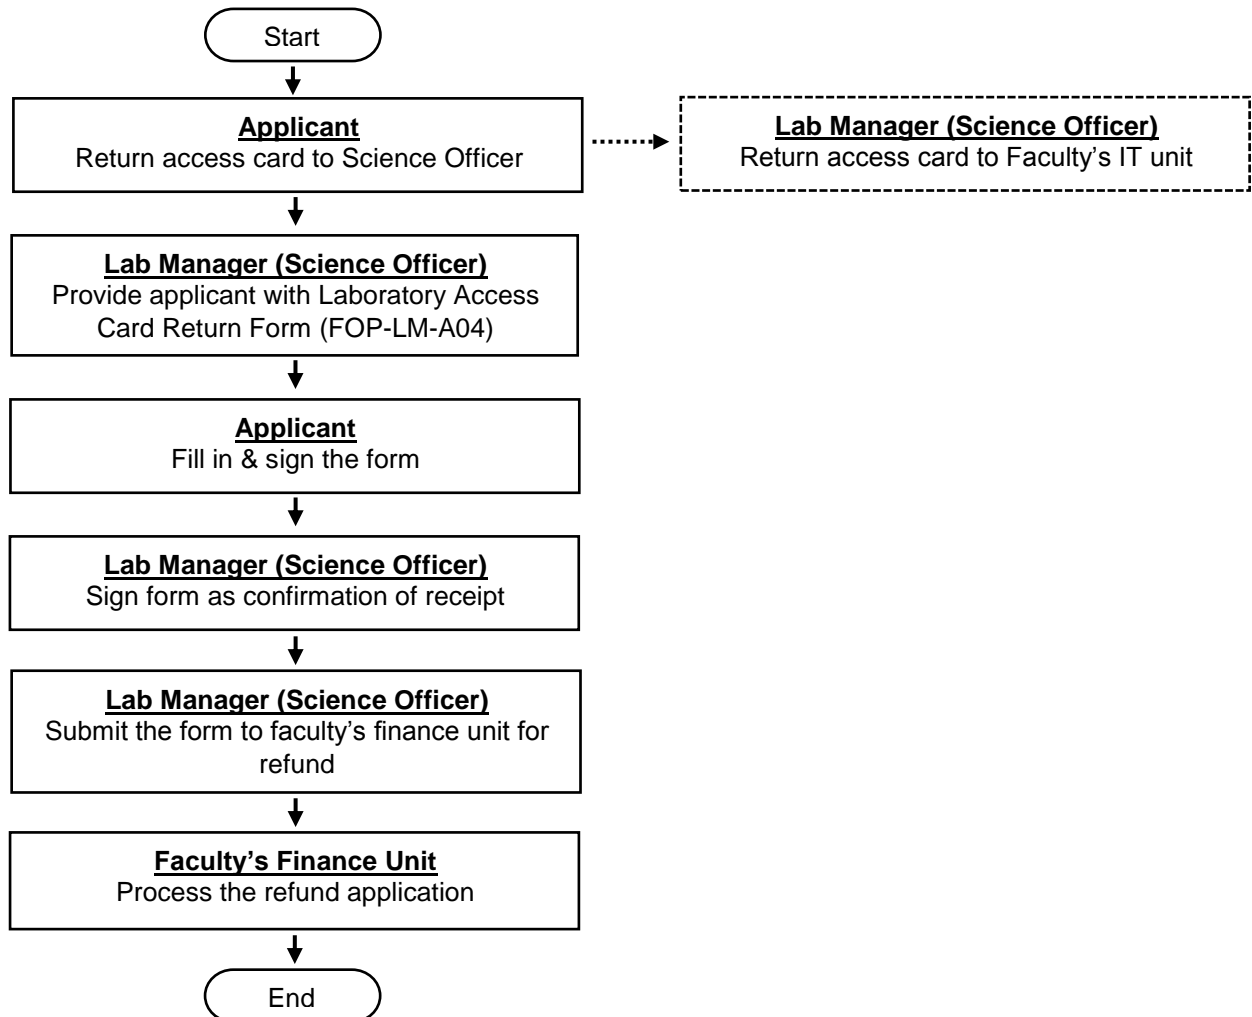 Start
Applicant
Return access card to Science Officer
Lab Manager (Science Officer)
Return access card to Faculty’s IT unit
Lab Manager (Science Officer)
Provide applicant with Laboratory Access
Card Return Form (FOP-LM-A04)
Applicant
Fill in & sign the form
Lab Manager (Science Officer)
Sign form as confirmation of receipt
Lab Manager (Science Officer)
Submit the form to faculty’s finance unit for
refund
Faculty’s Finance Unit
Process the refund application
End